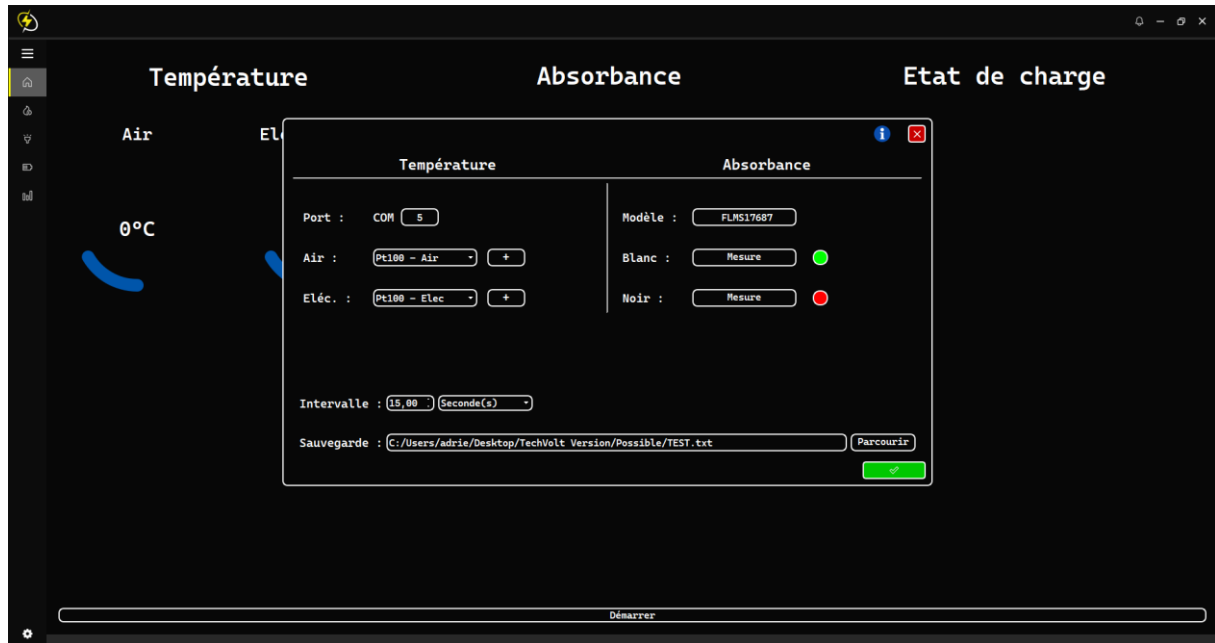 Température Absorbance Etat de charge
Air
0°C
Température Absorbance
Port : COM 5 Modèle : FLMS17687
Air : Pt100 - Air + Blanc : Mesure
Eléc. : Pt100 - Elec + Noir : Mesure
Intervalle : 15,00 Seconde(s)
Sauvegarde : C:/Users/adrie/Desktop/TechVolt Version/Possible/TEST.txt Parcourir
Démarrer